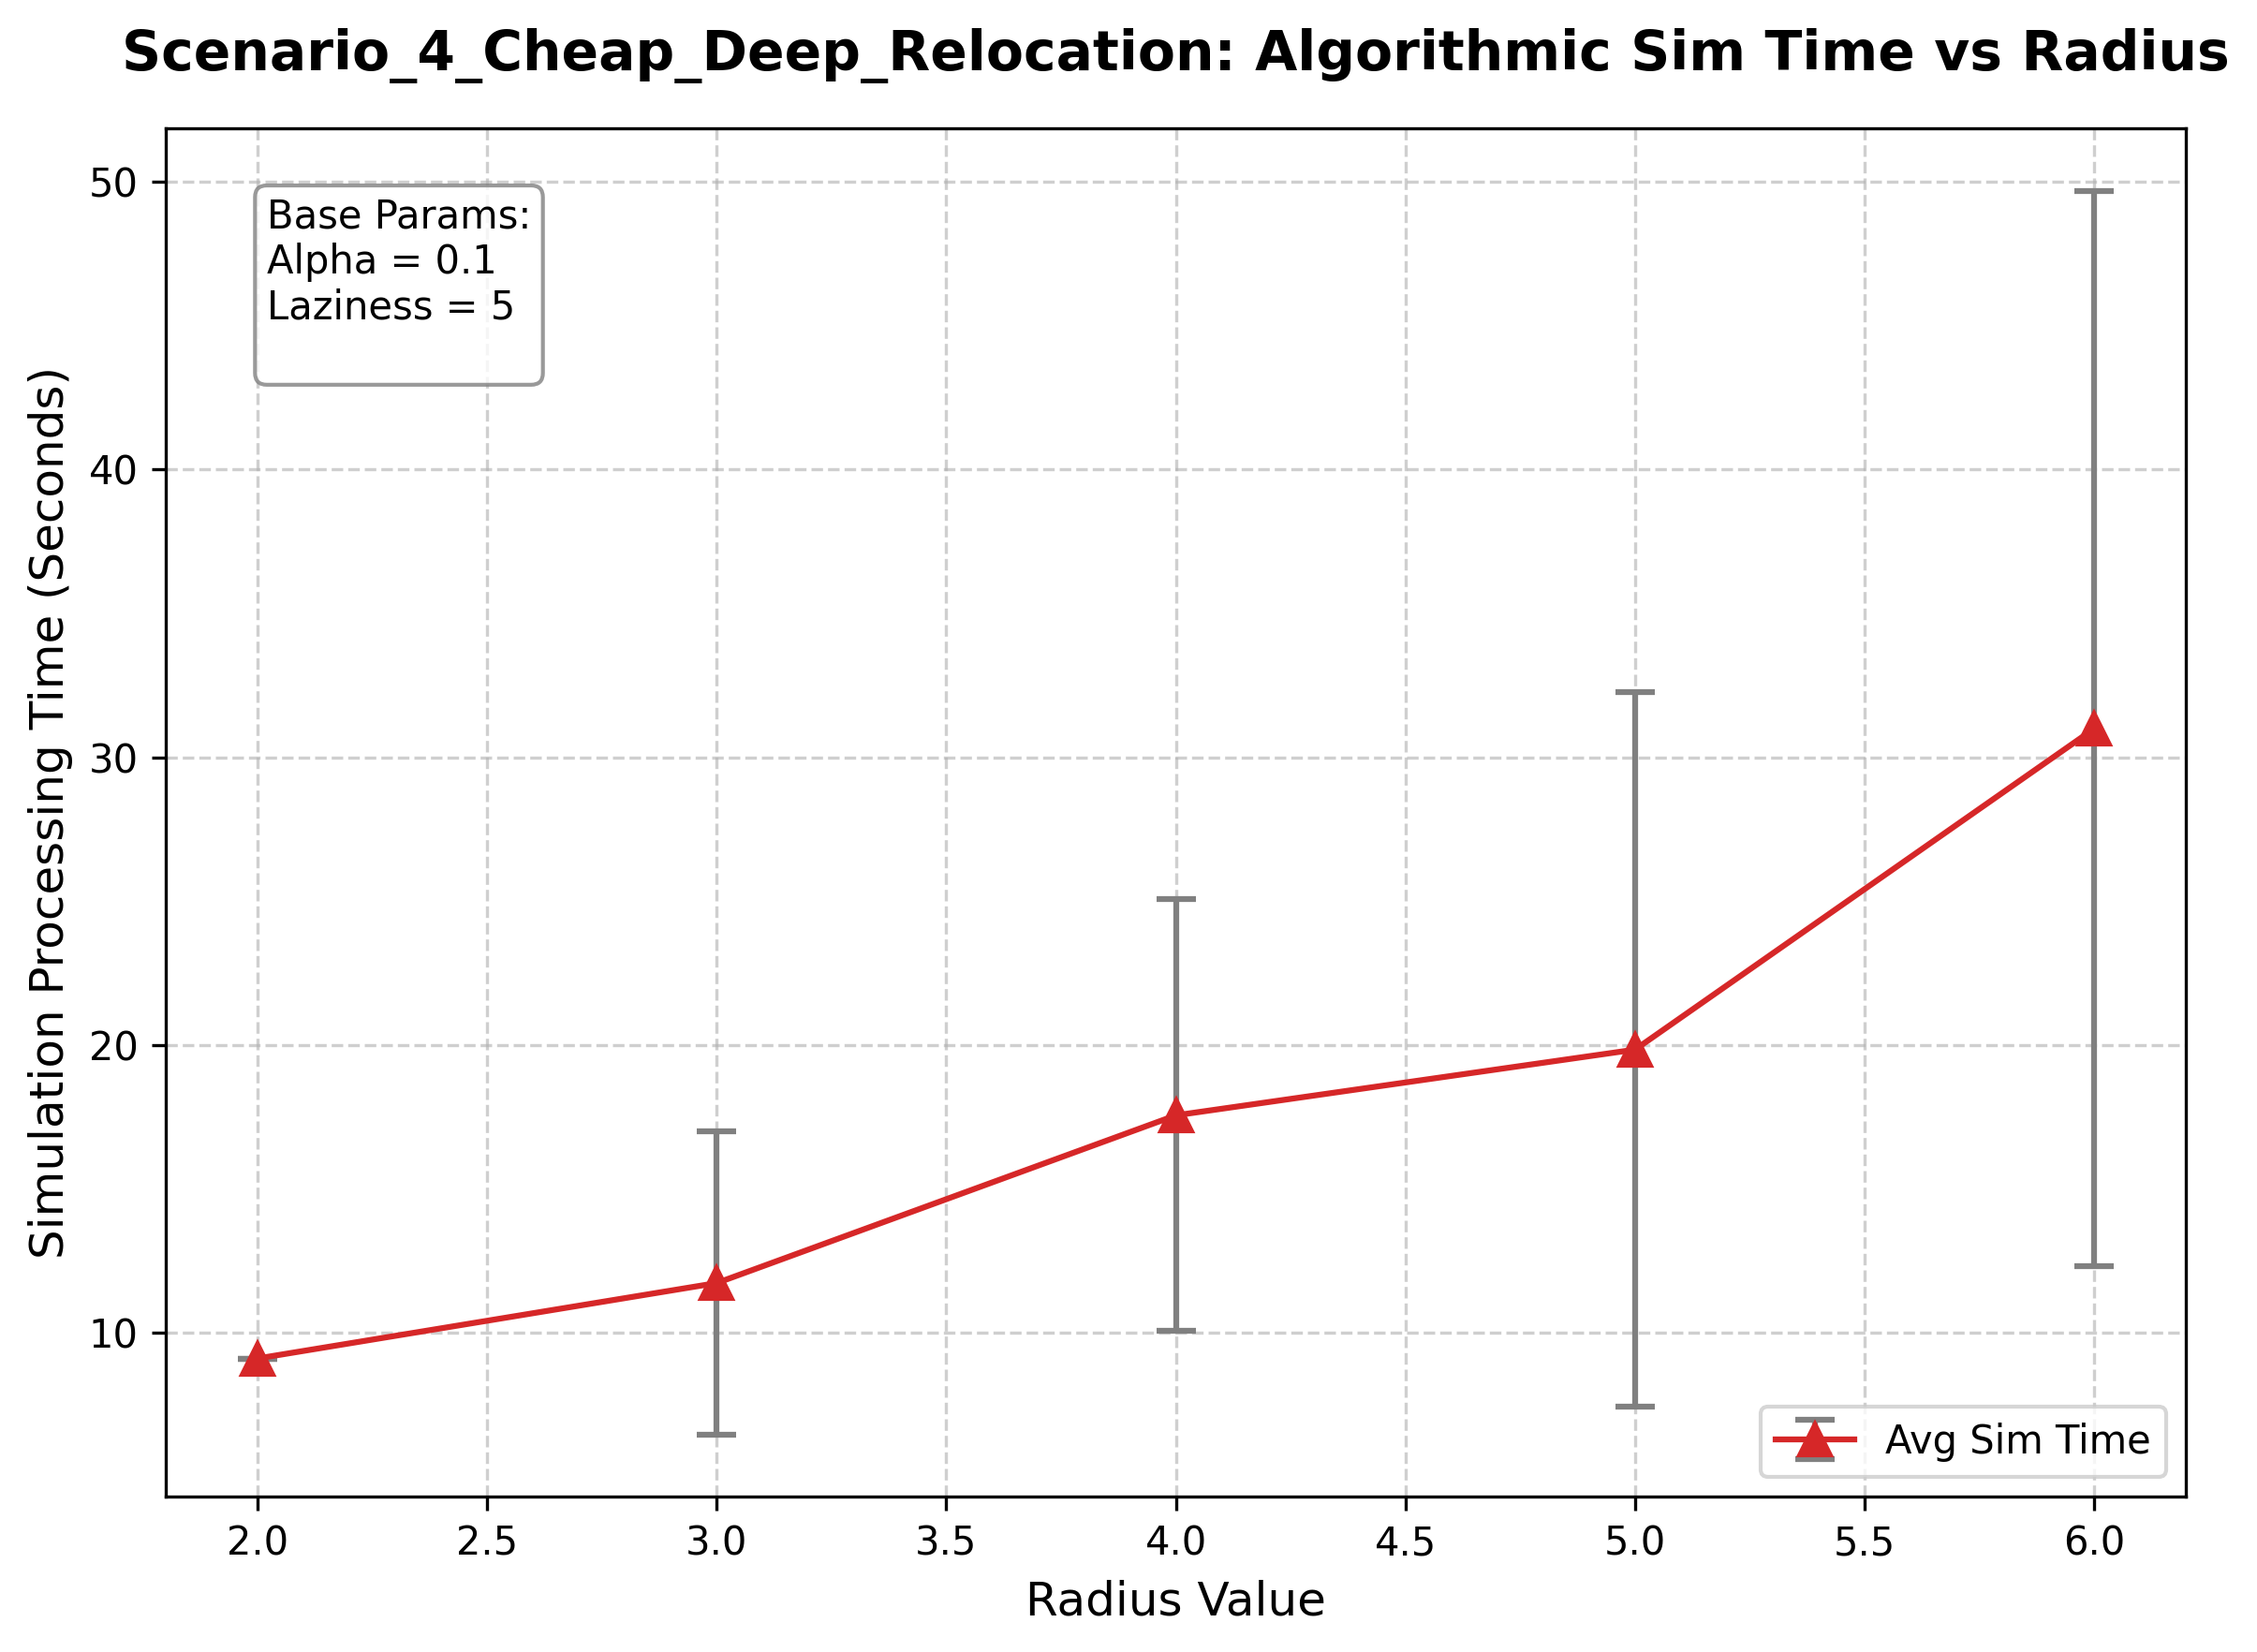 Scenario_4_Cheap_Deep_Relocation: Algorithmic Sim Time vs Radius
Simulation Processing Time (Seconds)
50
40
30
20
10
Base Params:
Alpha = 0.1
Laziness = 5
Avg Sim Time
2.0 2.5 3.0 3.5 4.0 4.5 5.0 5.5 6.0
Radius Value